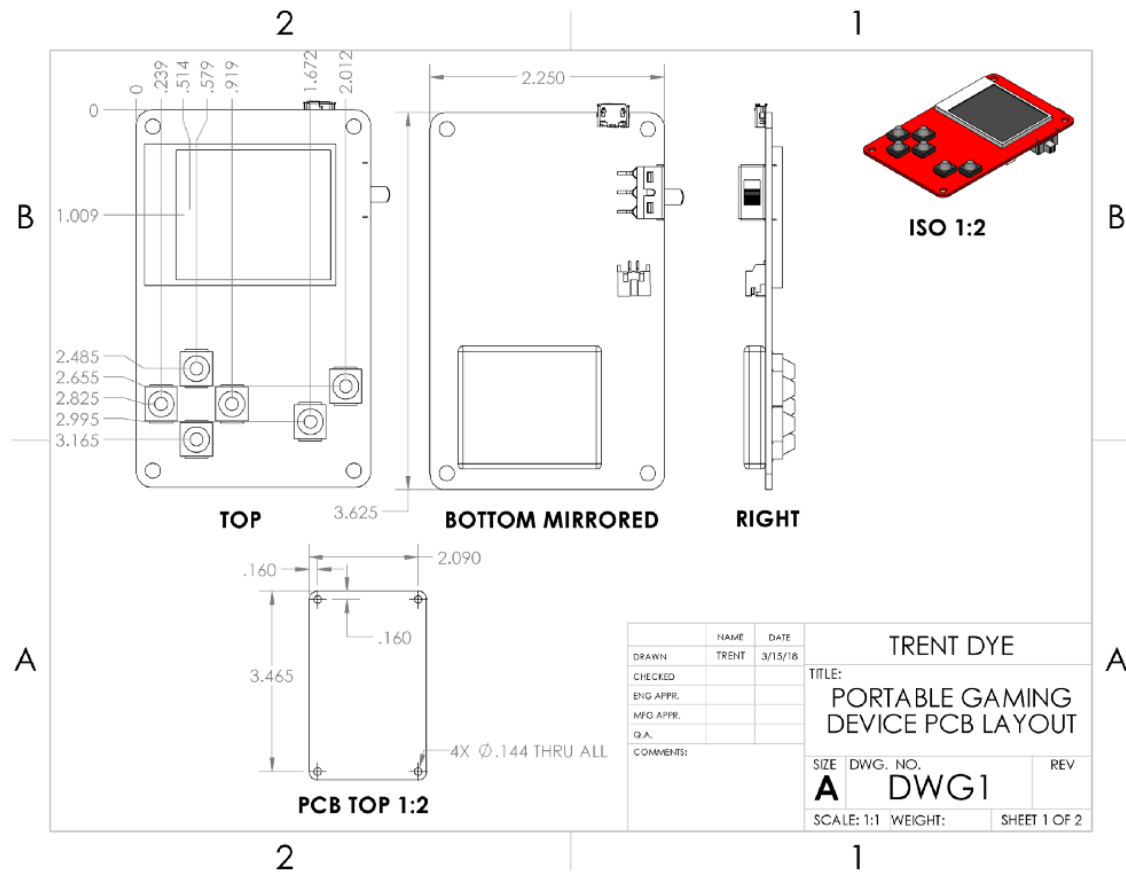 2
1
0
.239
.514
.579
.919
1.672
2.012
0
1.009
2.485
2.655
2.825
2.995
3.165
TOP
2.250
3.625
BOTTOM MIRRORED
RIGHT
ISO 1:2
B
B
.160
2.090
.160
3.465
4X Ø.144 THRU ALL
PCB TOP 1:2
A
A
NAME DATE
DRAWN TRENT 3/15/18
CHECKED
ENG APPR.
MFG APPR.
Q.A.
COMMENTS:
TRENT DYE
TITLE:
PORTABLE GAMING
DEVICE PCB LAYOUT
SIZE DWG. NO. REV
A DWG1
SCALE: 1:1 WEIGHT: SHEET 1 OF 2
2
1